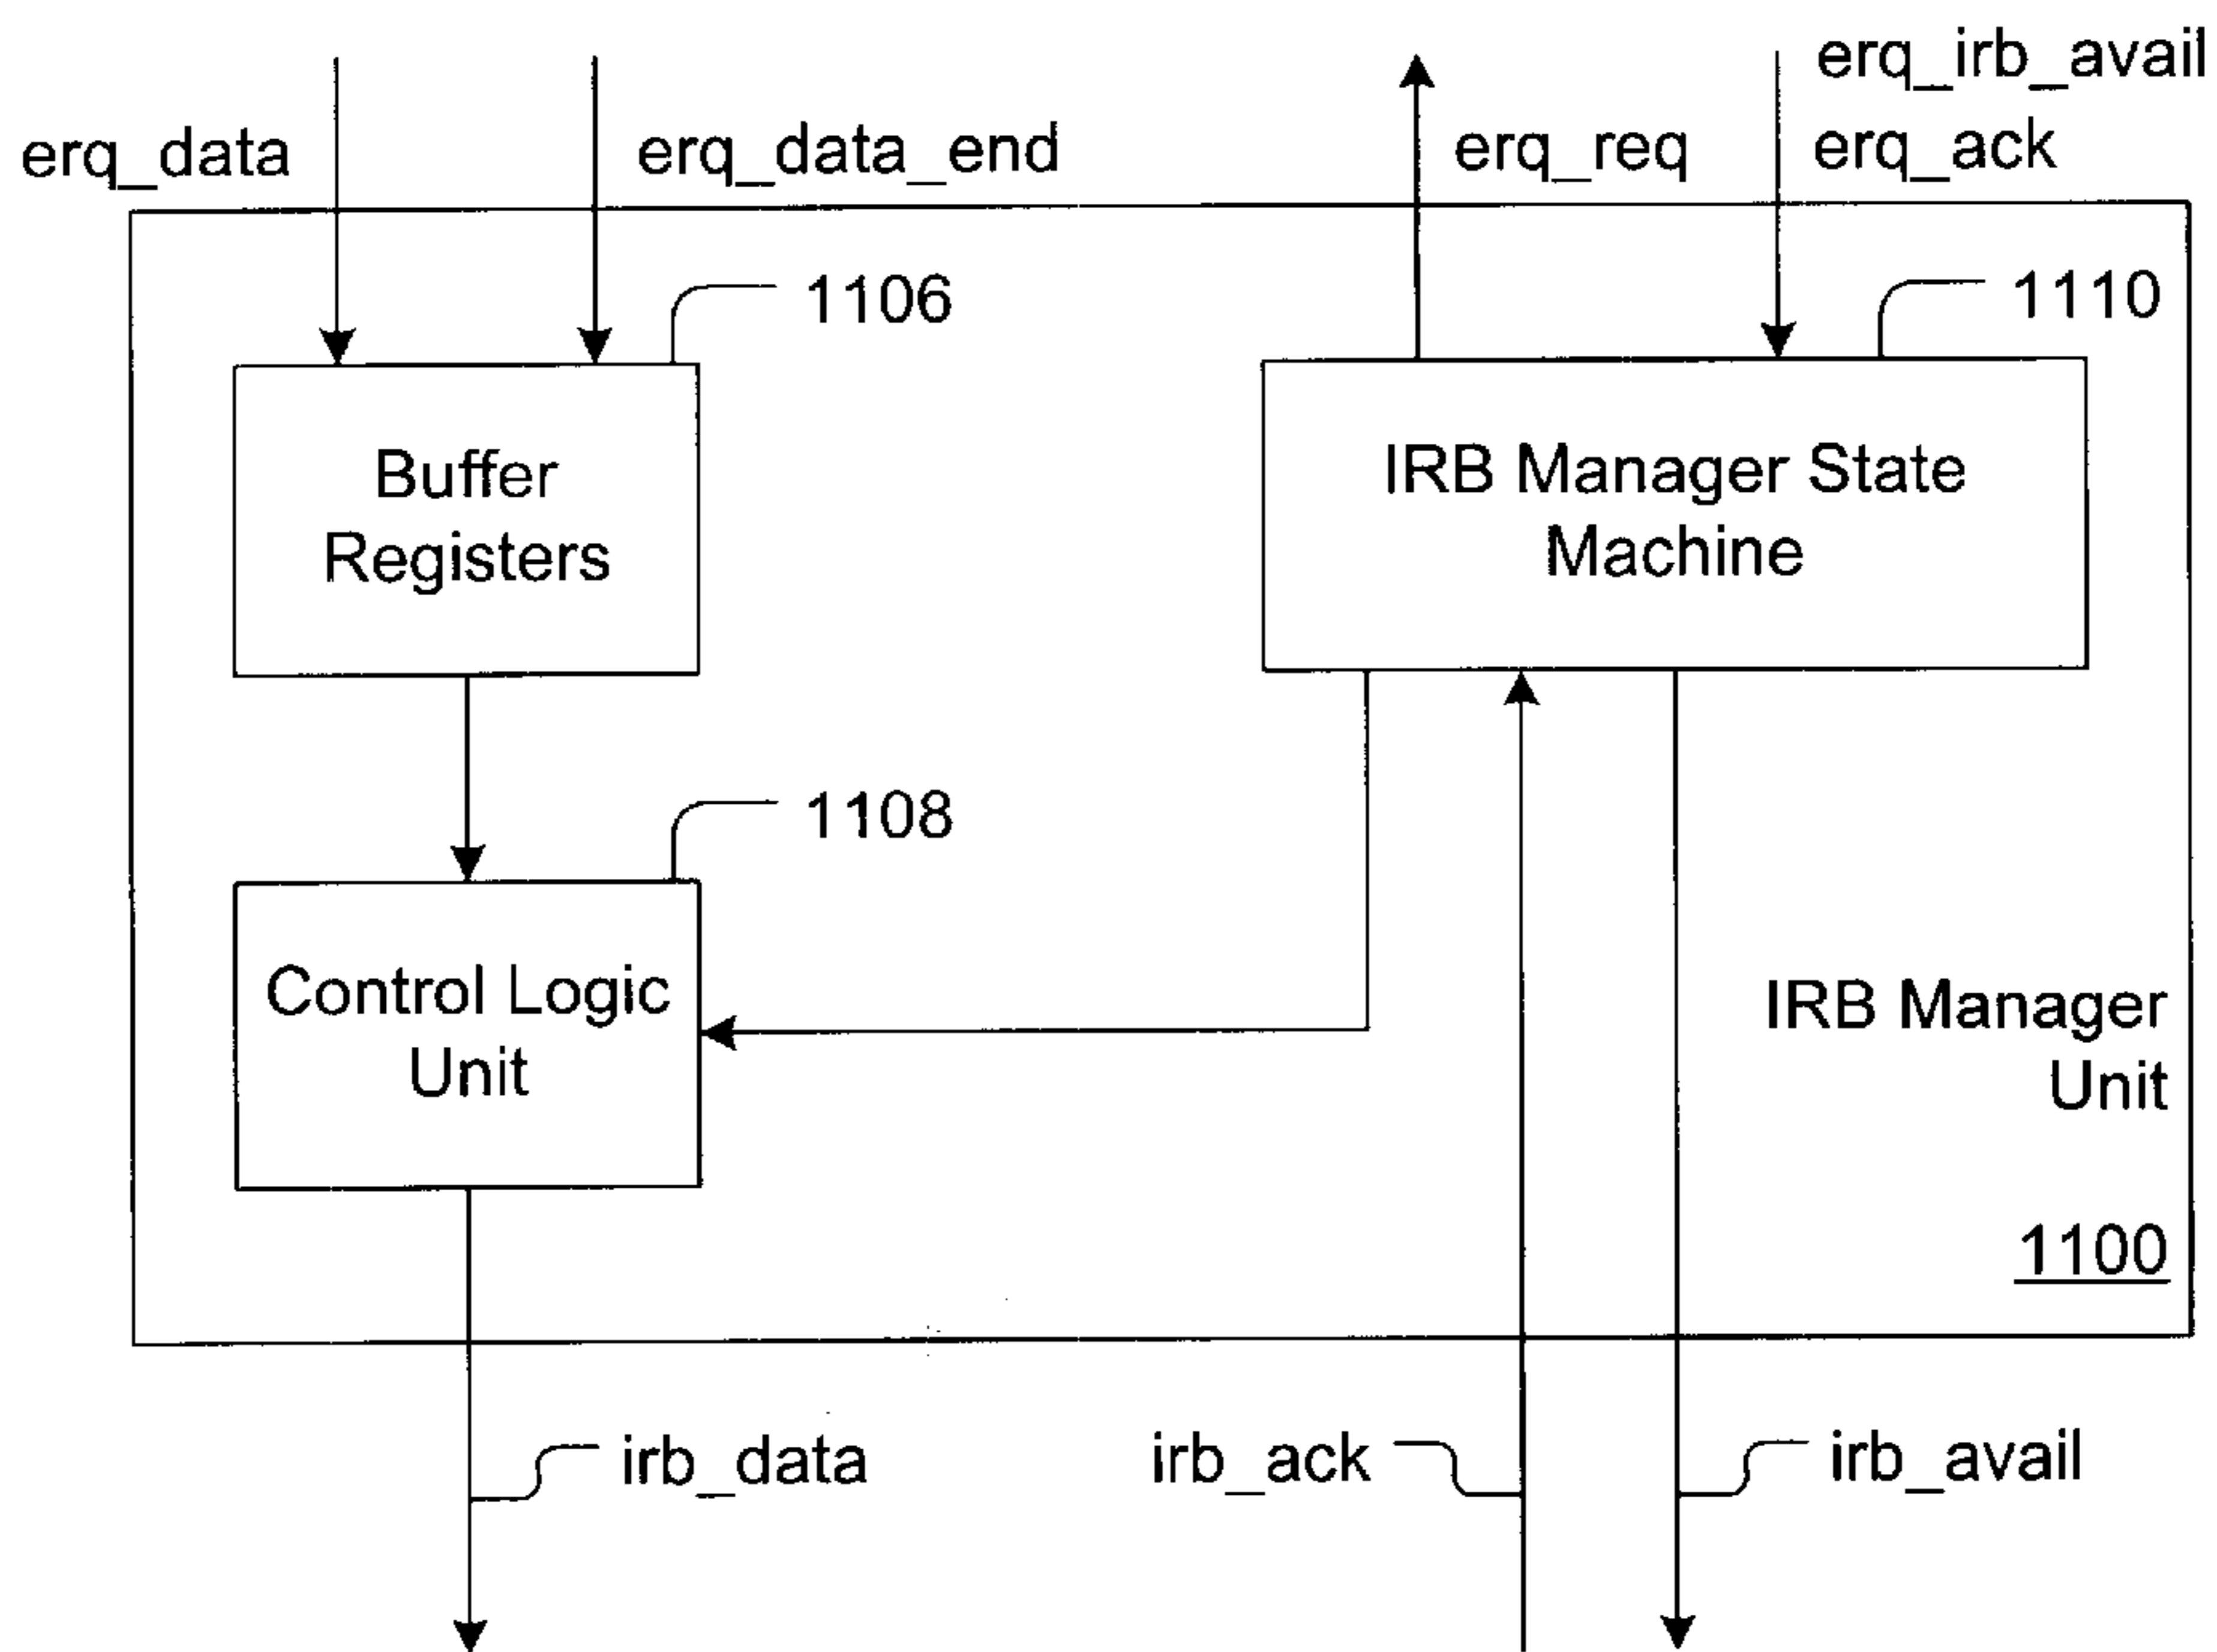 erq_irb_avail
erq_data
erq_data_end
erq_req
erq_ack
1106
1110
Buffer
Registers
IRB Manager State
Machine
1108
Control Logic
Unit
IRB Manager
Unit
1100
irb_data
irb_ack
irb_avail